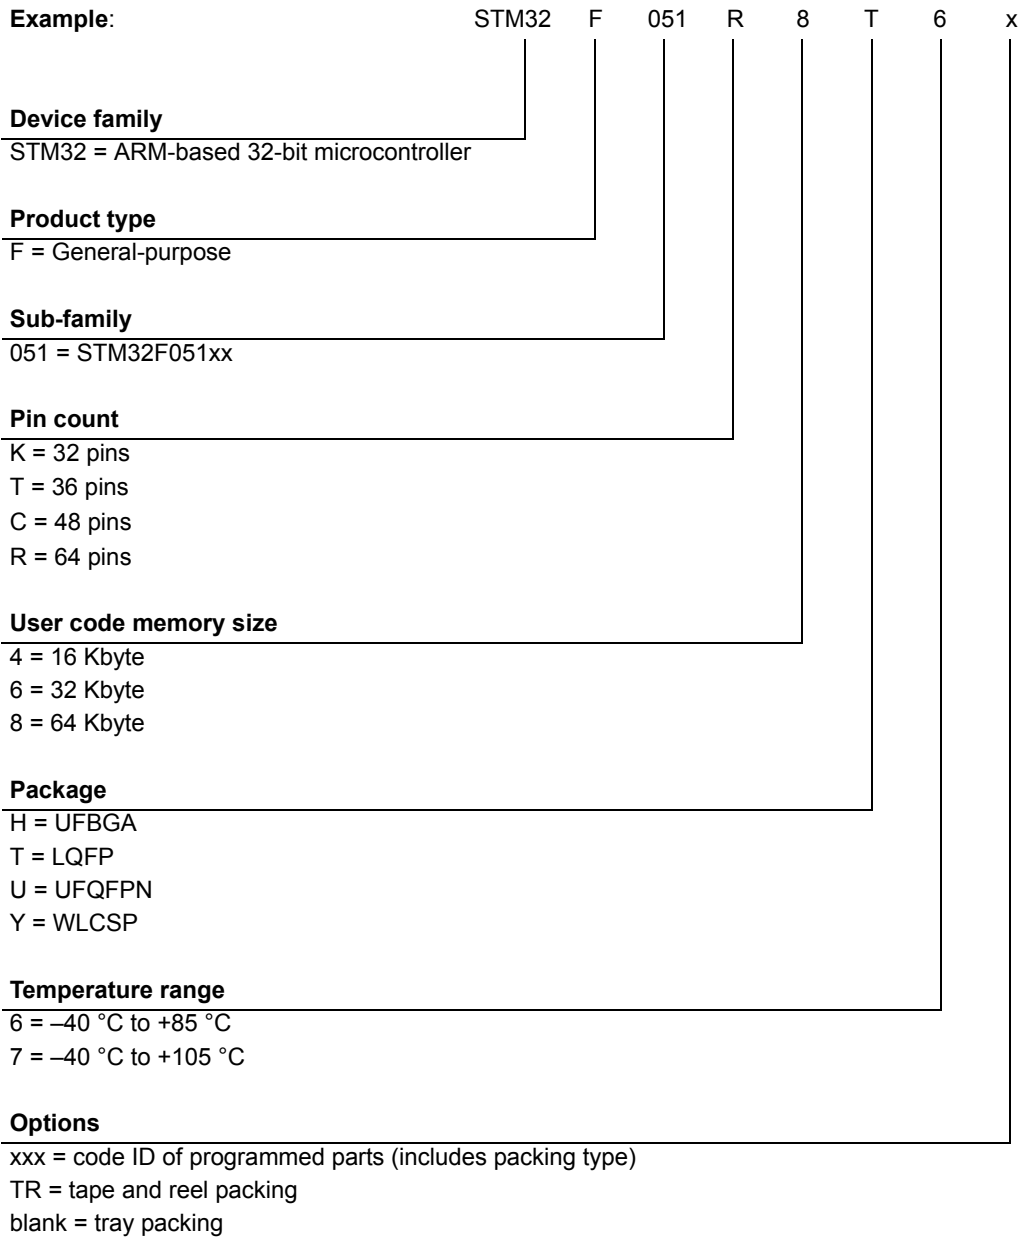 Example: STM32 F 051 R 8 T 6 x
Device family
STM32 = ARM-based 32-bit microcontroller
Product type
F = General-purpose
Sub-family
051 = STM32F051xx
Pin count
K = 32 pins
T = 36 pins
C = 48 pins
R = 64 pins
User code memory size
4 = 16 Kbyte
6 = 32 Kbyte
8 = 64 Kbyte
Package
H = UFBGA
T = LQFP
U = UFQFPN
Y = WLCSP
Temperature range
6 = –40 °C to +85 °C
7 = –40 °C to +105 °C
Options
xxx = code ID of programmed parts (includes packing type)
TR = tape and reel packing
blank = tray packing